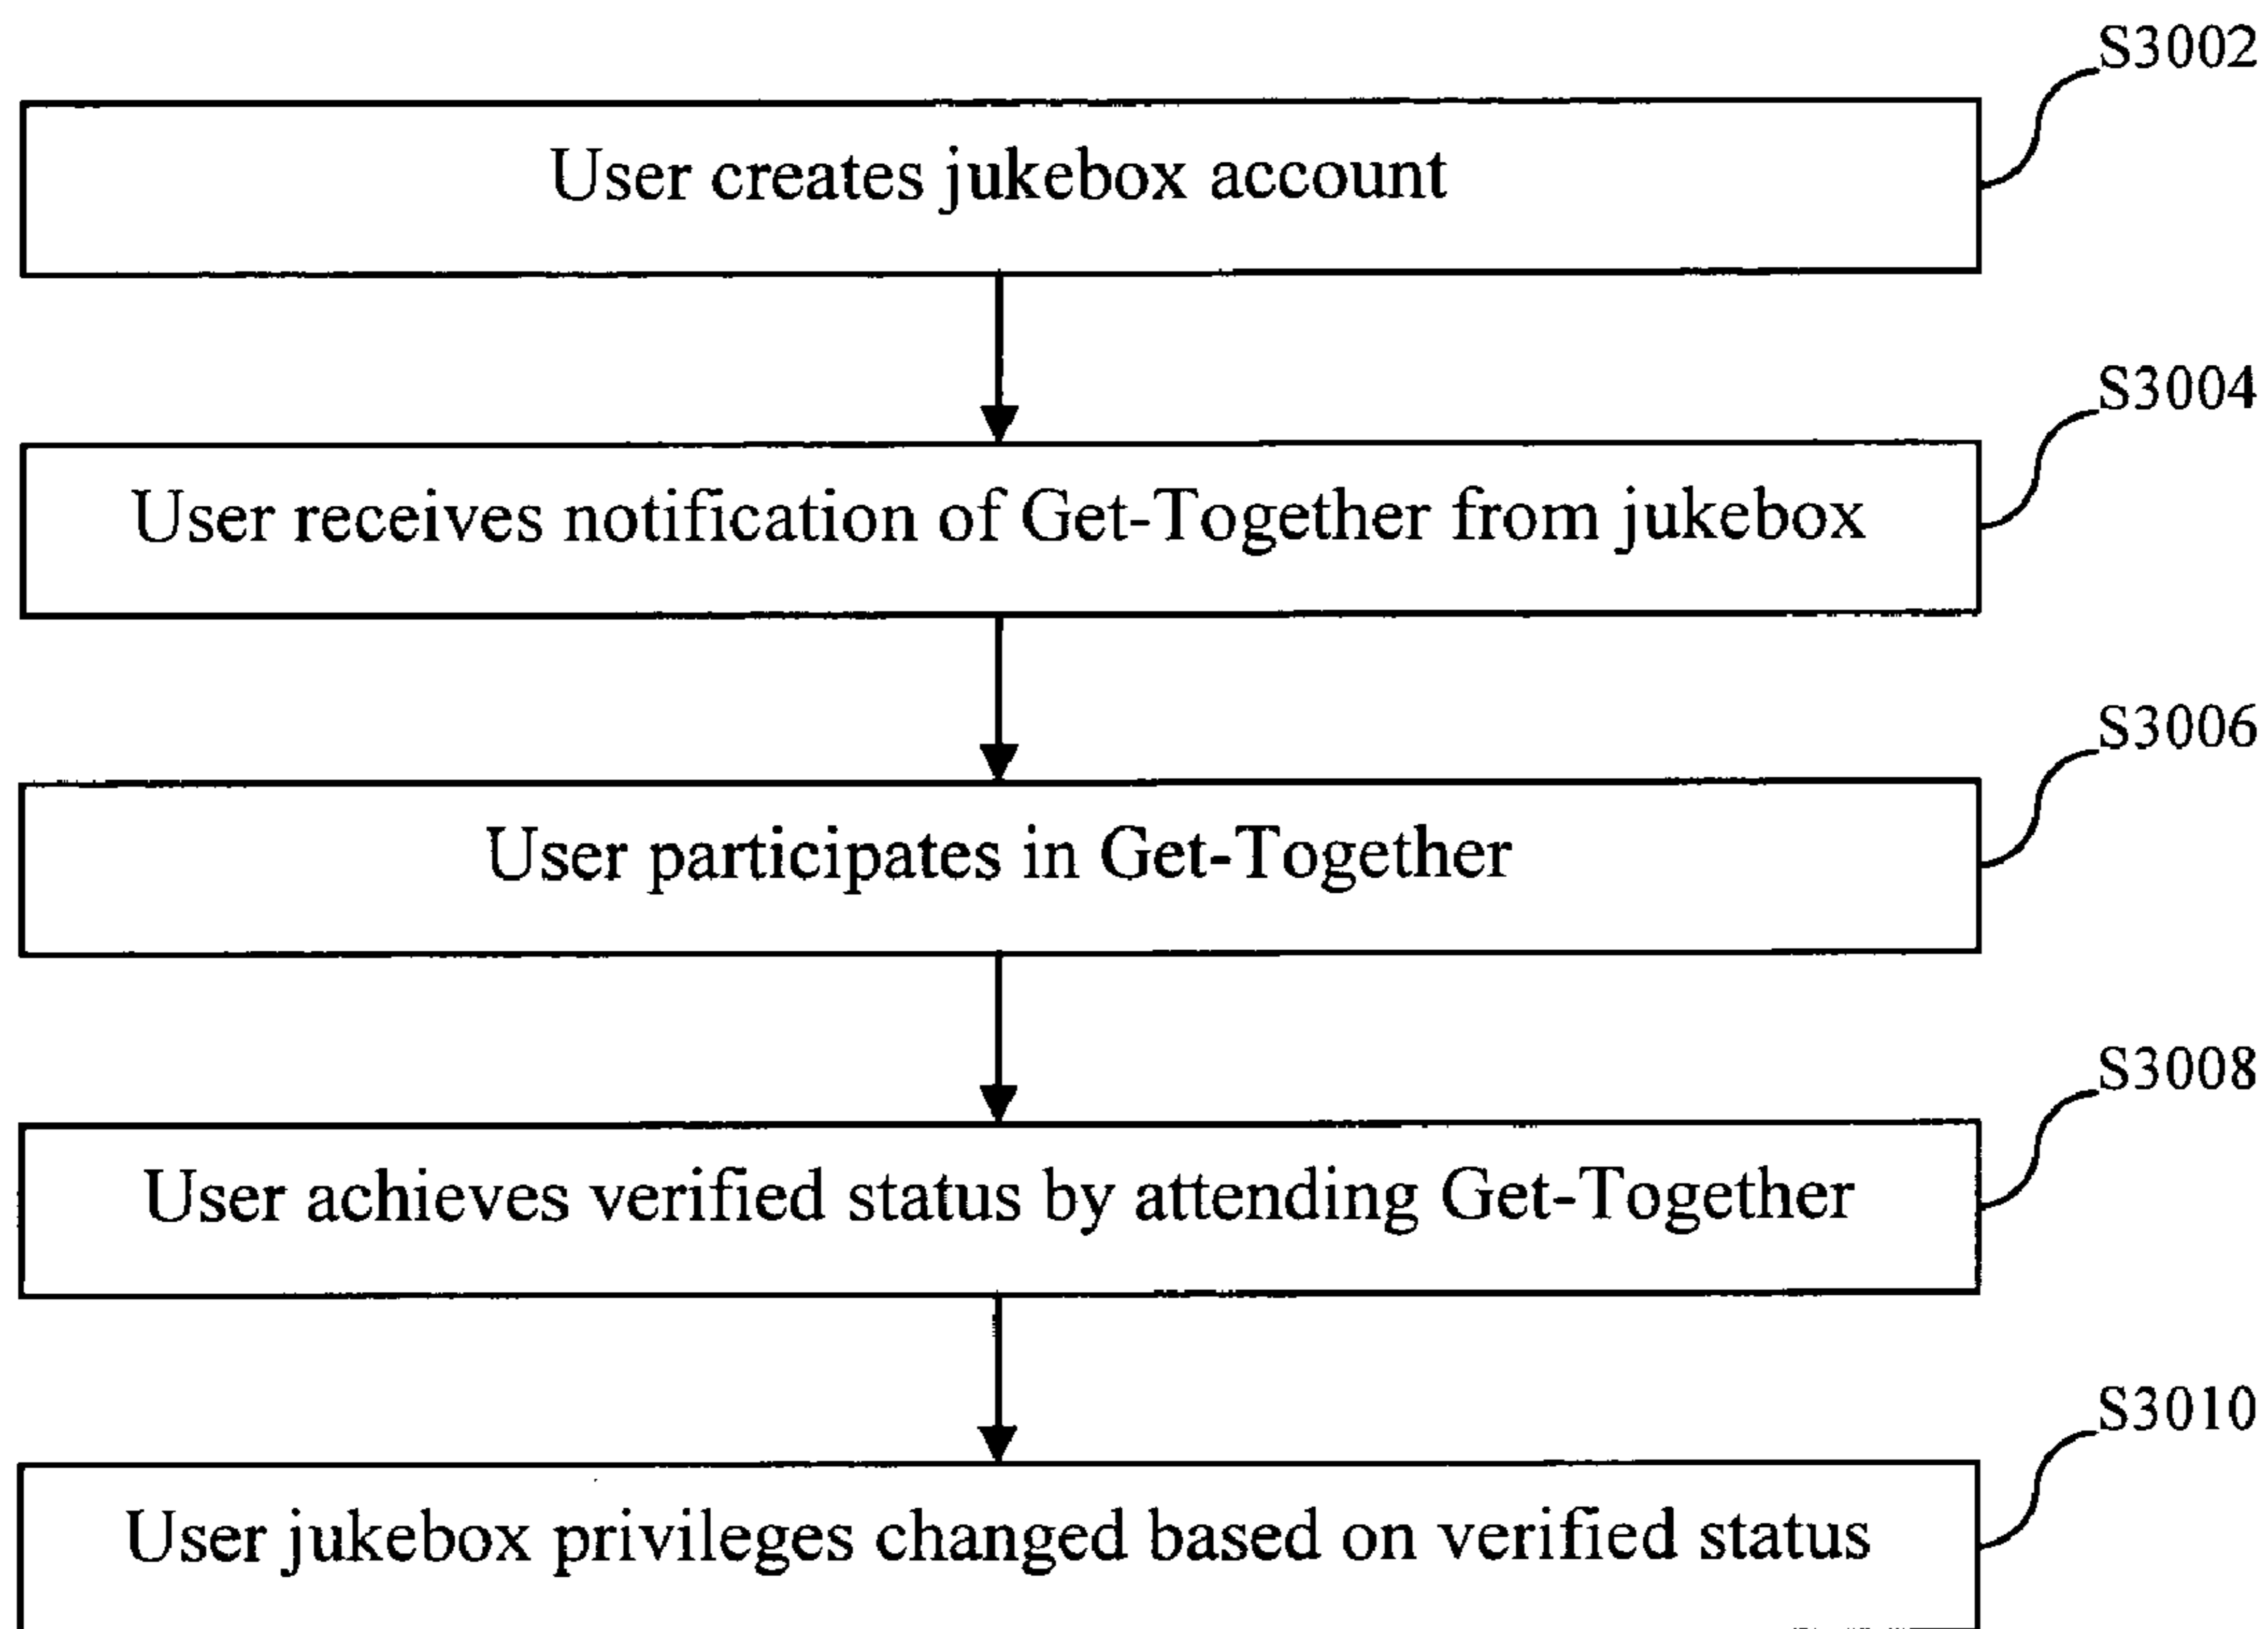 S3002
User creates jukebox account
S3004
User receives notification of Get-Together from jukebox
S3006
User participates in Get-Together
S3008
User achieves verified status by attending Get-Together
S3010
User jukebox privileges changed based on verified status